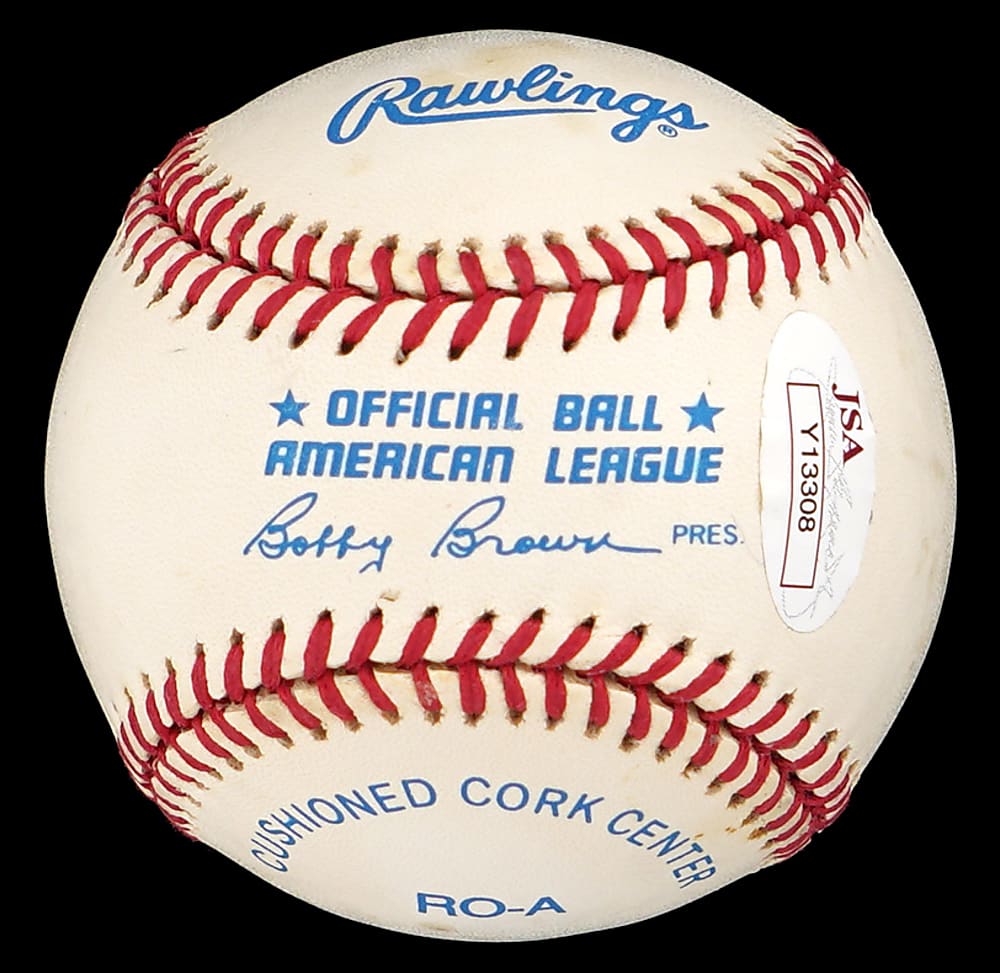 Rawlings®
★ OFFICIAL BALL ★
AMERICAN LEAGUE
Bobby Brown PRES.
JSA
Y13308
CUSHIONED CORK CENTER
RO-A